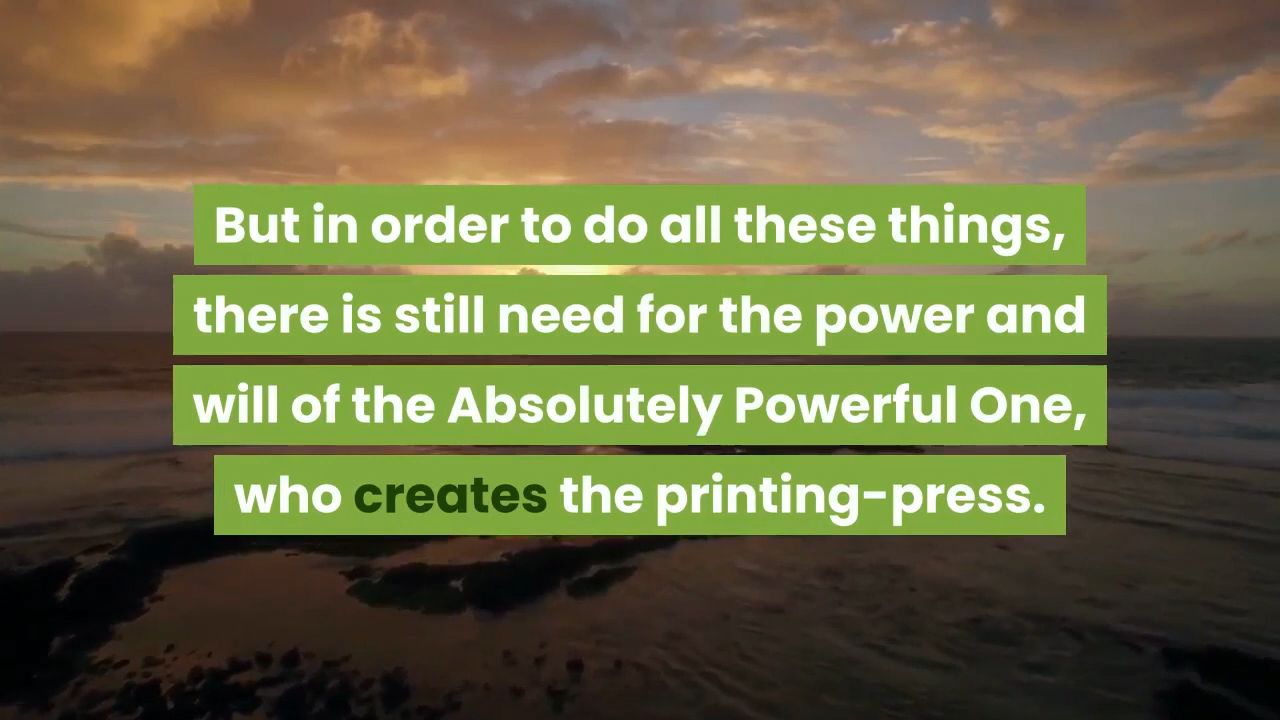 But in order to do all these things,
there is still need for the power and
will of the Absolutely Powerful One,
who creates the printing-press.